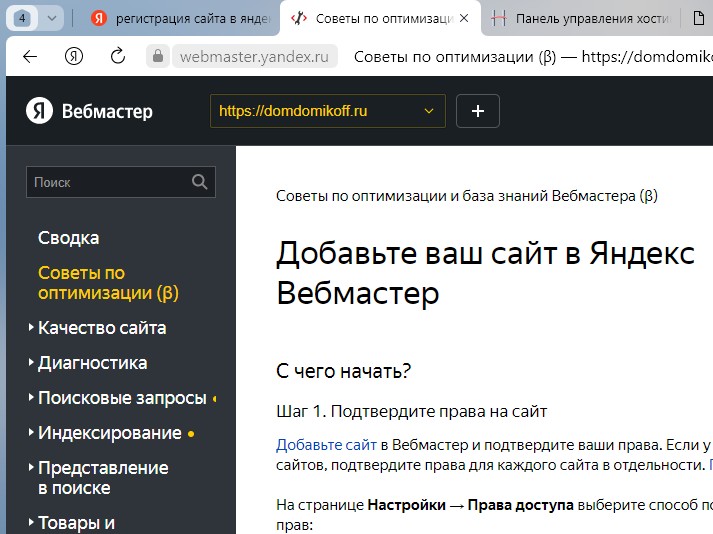 4
Я регистрация сайта в янде
Советы по оптимизаци
Панель управления хости
Я webmaster.yandex.ru Советы по оптимизации (β) — https://domdomiko
Я Вебмастер
https://domdomikoff.ru
+
Поиск
Советы по оптимизации и база знаний Вебмастера (β)
Сводка
Добавьте ваш сайт в Яндекс
Вебмастер
Советы по
оптимизации (β)
Качество сайта
Диагностика
Поисковые запросы
Индексирование
Представление
в поиске
Товары и
С чего начать?
Шаг 1. Подтвердите права на сайт
Добавьте сайт в Вебмастер и подтвердите ваши права. Если у
сайтов, подтвердите права для каждого сайта в отдельности.
На странице Настройки → Права доступа выберите способ по
прав: